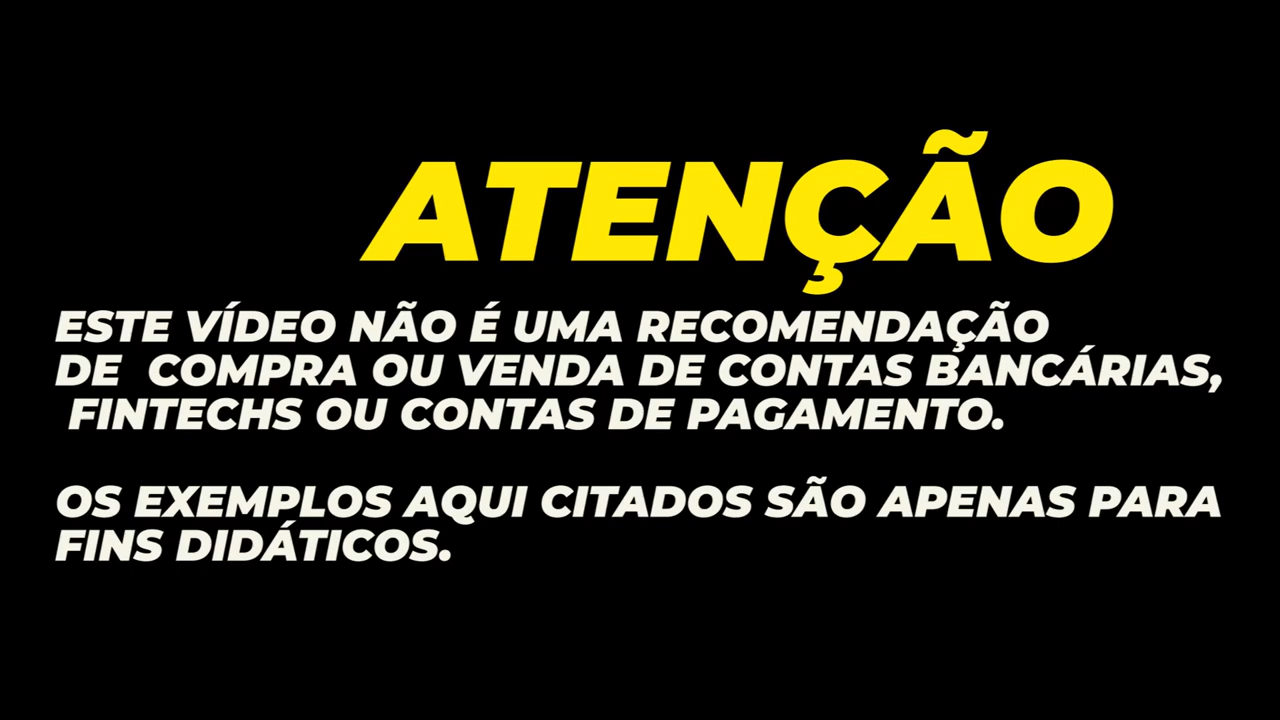 ATENÇÃO
ESTE VÍDEO NÃO É UMA RECOMENDAÇÃO
DE COMPRA OU VENDA DE CONTAS BANCÁRIAS,
FINTECHS OU CONTAS DE PAGAMENTO.
OS EXEMPLOS AQUI CITADOS SÃO APENAS PARA
FINS DIDÁTICOS.